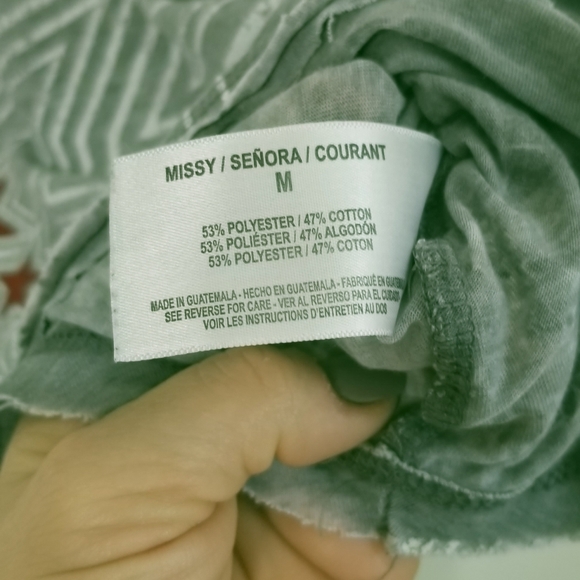 MISSY / SEÑORA / COURANT
M
53% POLYESTER / 47% COTTON
53% POLIÉSTER / 47% ALGODÓN
53% POLYESTER / 47% COTON
MADE IN GUATEMALA - HECHO EN GUATEMALA - FABRIQUÉ EN
SEE REVERSE FOR CARE - VER AL REVERSO PARA EL CUIDADO
VOIR LES INSTRUCTIONS D'ENTRETIEN AU DOS